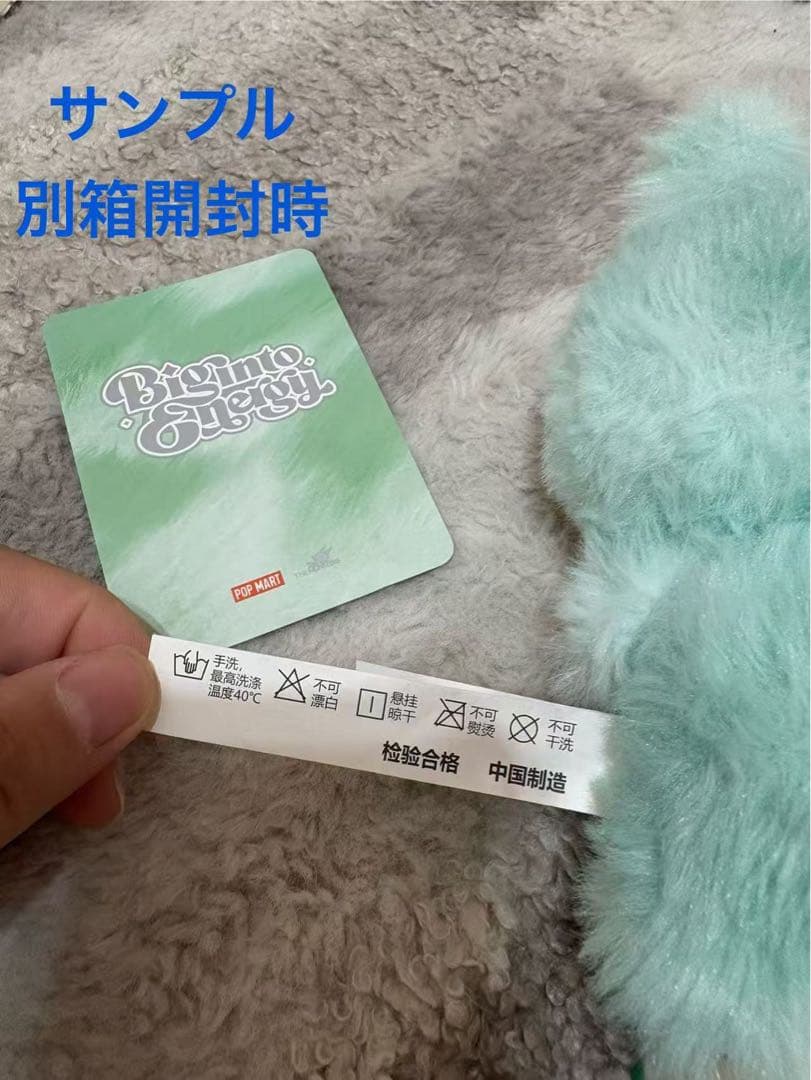 サンプル
別箱開封時
Big into
Energy
POP MART
手洗，
最高洗涤
温度40℃
不可
漂白
悬挂
晾干
不可
熨烫
不可
干洗
检验合格 中国制造